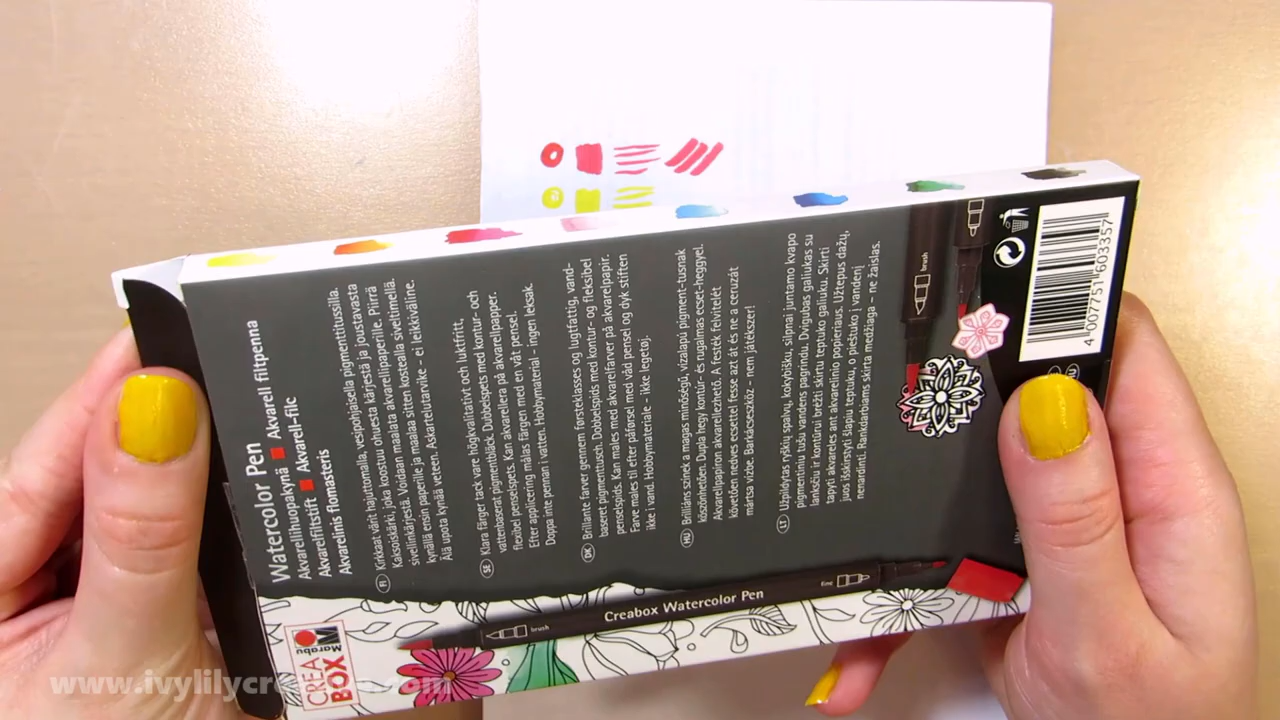 Watercolor Pen
Akvarellihuopakynä ■ Akvarell filtpenna
Akvarelfiltstift ■ Akvarell-filc
Akvarelinis flomasteris
FI Kirkkaat värit hajuttomalla, vesipohjaisella pigmenttitussilla.
Kaksoiskärki, joka koostuu ohuesta kärjestä ja joustavasta
sivellinkärjestä. Voidaan maalata akvarellipaperille. Piirrä
kynällä ensin paperille ja maalaa sitten kostealla siveltimellä.
Älä upota kynää veteen. Askartelutarvike – ei leikkiväline.
SE Klara färger tack vare högkvalitativt och luktfritt,
vattenbaserat pigmentbläck. Dubbelspets med kontur- och
flexibel penselspets. Kan akvarellera på akvarellpapper.
Efter applicering målas färgen med en våt pensel.
Doppa inte pennan i vatten. Hobbymaterial – ingen leksak.
DK Brillante farver gennem førsteklasses og lugtfattig, vand-
baseret pigmenttusch. Dobbeltspids med kontur- og fleksibel
penselspids. Kan males med akvarelfarver på akvarelpapir.
Farve males til efter påførsel med våd pensel og dyk stiften
ikke i vand. Hobbymateriale – ikke legetøj.
HU Brilliáns színek a magas minőségű, vízalapú pigment-tusnak
köszönhetően. Dupla hegy kontúr- és rugalmas ecset-heggyel.
Akvarellpapíron akvarellezhető. A festék felvitelét
követően nedves ecsettel fesse azt át és ne a ceruzát
mártsa vízbe. Barkácseszköz – nem játékszer!
LT Užpildytas ryškių spalvų, kokybišku, silpnai juntamo kvapo
pigmentiniu tušu vandens pagrindu. Dvigubas galiukas su
lanksčiu ir kontūrui brėžti skirtu teptuko galiuku. Skirti
tapyti akvareles ant akvarelinio popieriaus. Užtepus dažų,
juos išskirstyti šlapiu teptuku, o pieštuko į vandenį
nenardinti. Rankdarbiams skirta medžiaga – ne žaislas.
brush
4 007751 603357
CREA
BOX
Marabu
brush
Creabox Watercolor Pen
fine